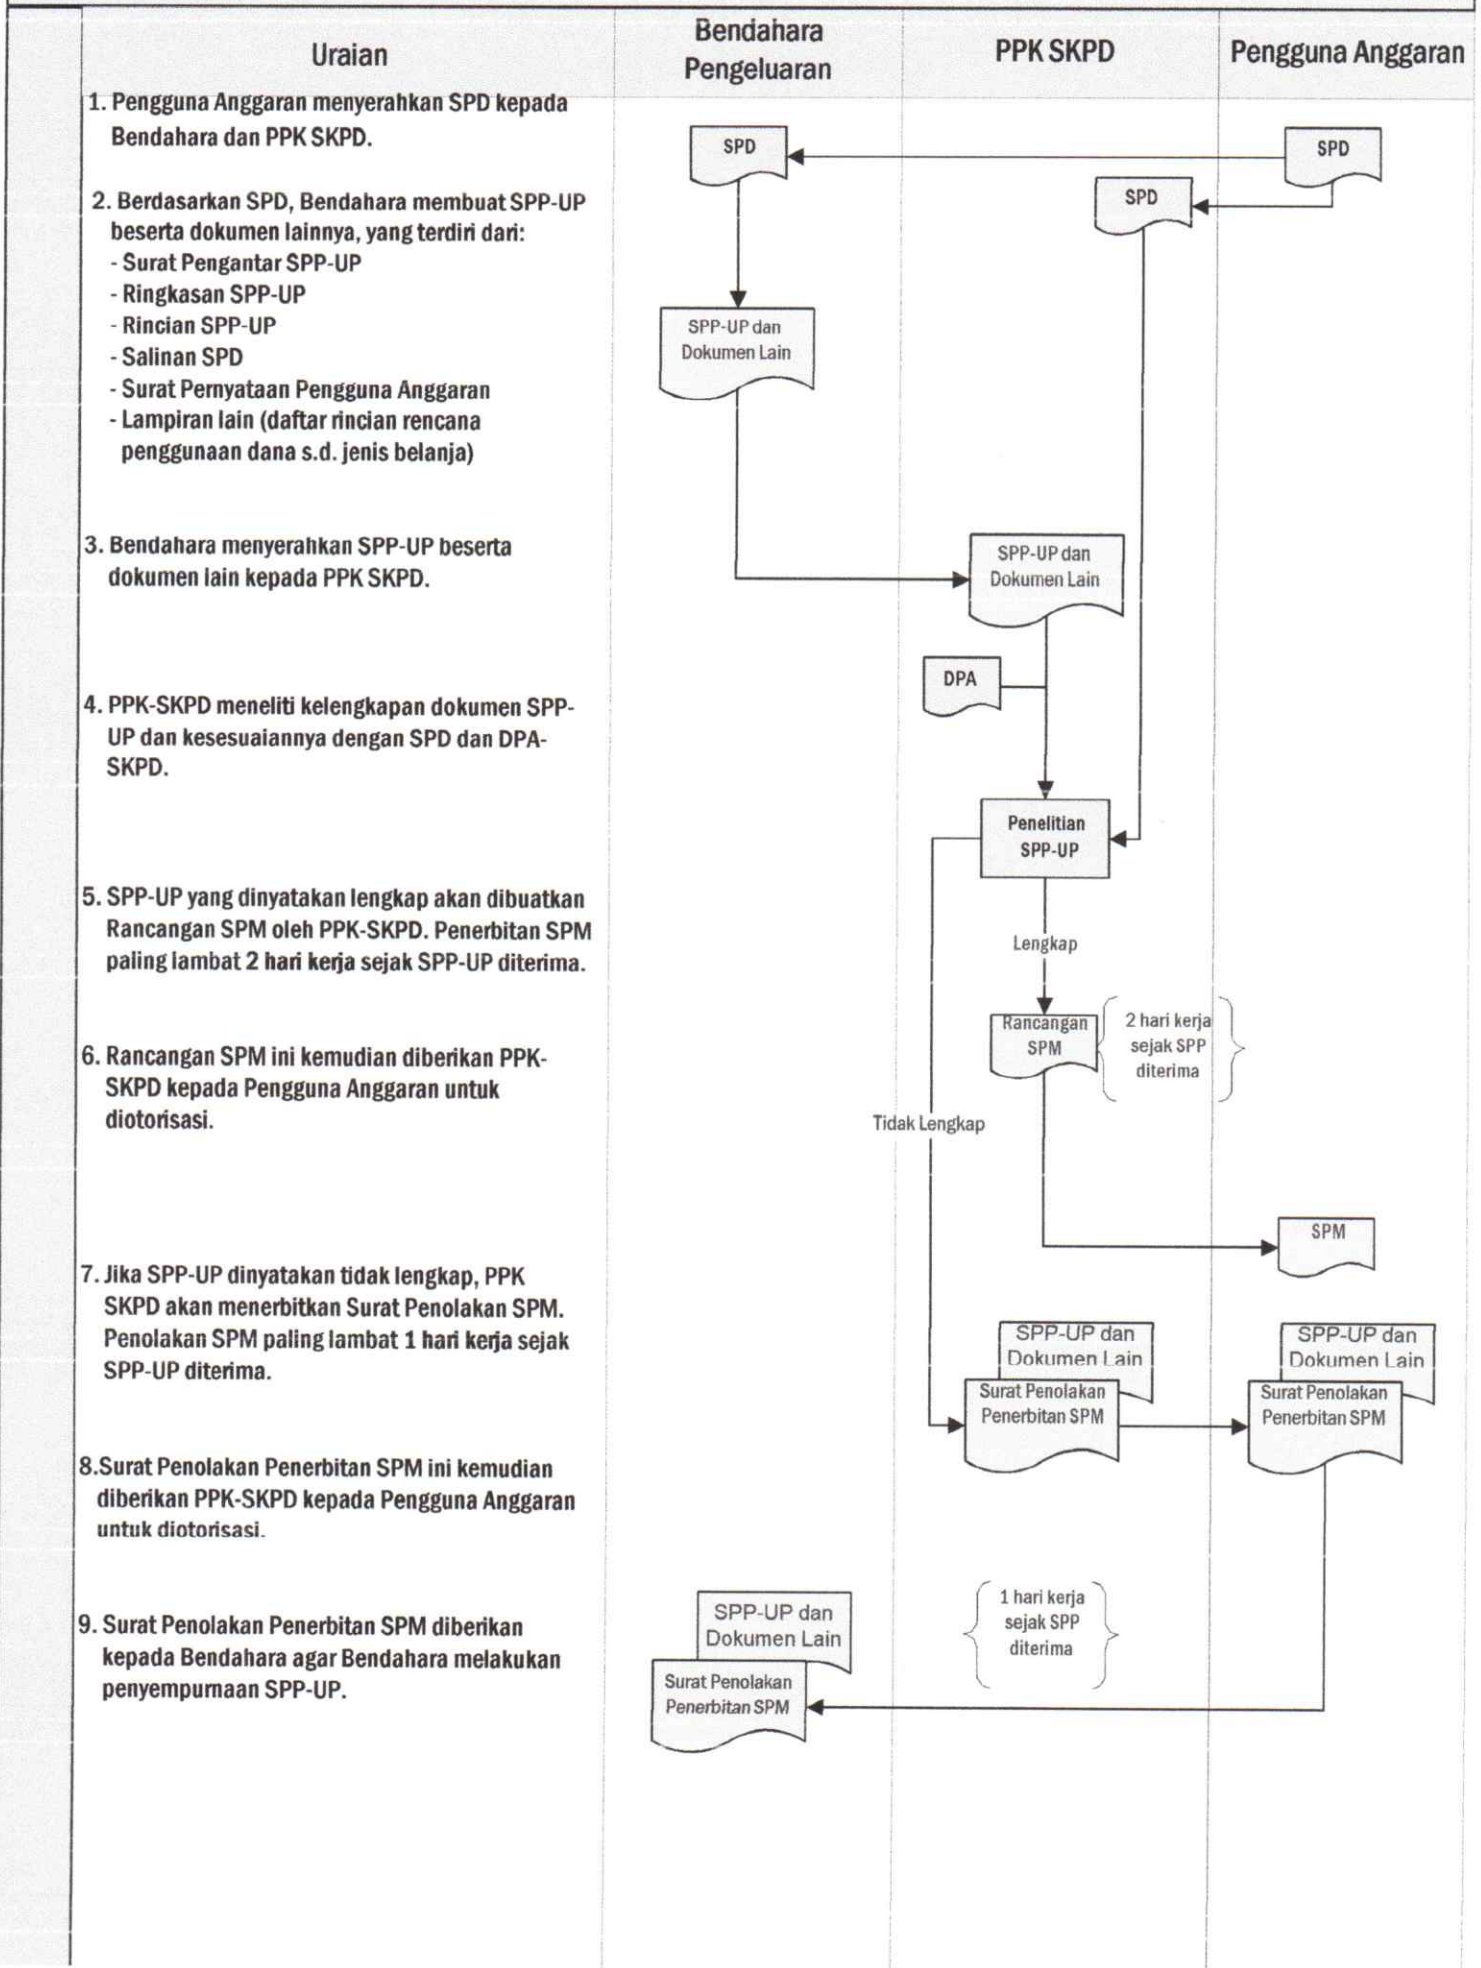 Uraian
Bendahara
Pengeluaran
PPK SKPD
Pengguna Anggaran
1. Pengguna Anggaran menyerahkan SPD kepada
Bendahara dan PPK SKPD.
SPD
SPD
SPD
2. Berdasarkan SPD, Bendahara membuat SPP-UP
beserta dokumen lainnya, yang terdiri dari:
- Surat Pengantar SPP-UP
- Ringkasan SPP-UP
- Rincian SPP-UP
- Salinan SPD
- Surat Pernyataan Pengguna Anggaran
- Lampiran lain (daftar rincian rencana
penggunaan dana s.d. jenis belanja)
SPP-UP dan
Dokumen Lain
3. Bendahara menyerahkan SPP-UP beserta
dokumen lain kepada PPK SKPD.
SPP-UP dan
Dokumen Lain
DPA
4. PPK-SKPD meneliti kelengkapan dokumen SPP-
UP dan kesesuaiannya dengan SPD dan DPA-
SKPD.
Penelitian
SPP-UP
5. SPP-UP yang dinyatakan lengkap akan dibuatkan
Rancangan SPM oleh PPK-SKPD. Penerbitan SPM
paling lambat 2 hari kerja sejak SPP-UP diterima.
Lengkap
Rancangan
SPM
2 hari kerja
sejak SPP
diterima
6. Rancangan SPM ini kemudian diberikan PPK-
SKPD kepada Pengguna Anggaran untuk
diotorisasi.
Tidak Lengkap
SPM
7. Jika SPP-UP dinyatakan tidak lengkap, PPK
SKPD akan menerbitkan Surat Penolakan SPM.
Penolakan SPM paling lambat 1 hari kerja sejak
SPP-UP diterima.
SPP-UP dan
Dokumen Lain
Surat Penolakan
Penerbitan SPM
SPP-UP dan
Dokumen Lain
Surat Penolakan
Penerbitan SPM
8.Surat Penolakan Penerbitan SPM ini kemudian
diberikan PPK-SKPD kepada Pengguna Anggaran
untuk diotorisasi.
9. Surat Penolakan Penerbitan SPM diberikan
kepada Bendahara agar Bendahara melakukan
penyempurnaan SPP-UP.
SPP-UP dan
Dokumen Lain
Surat Penolakan
Penerbitan SPM
1 hari kerja
sejak SPP
diterima